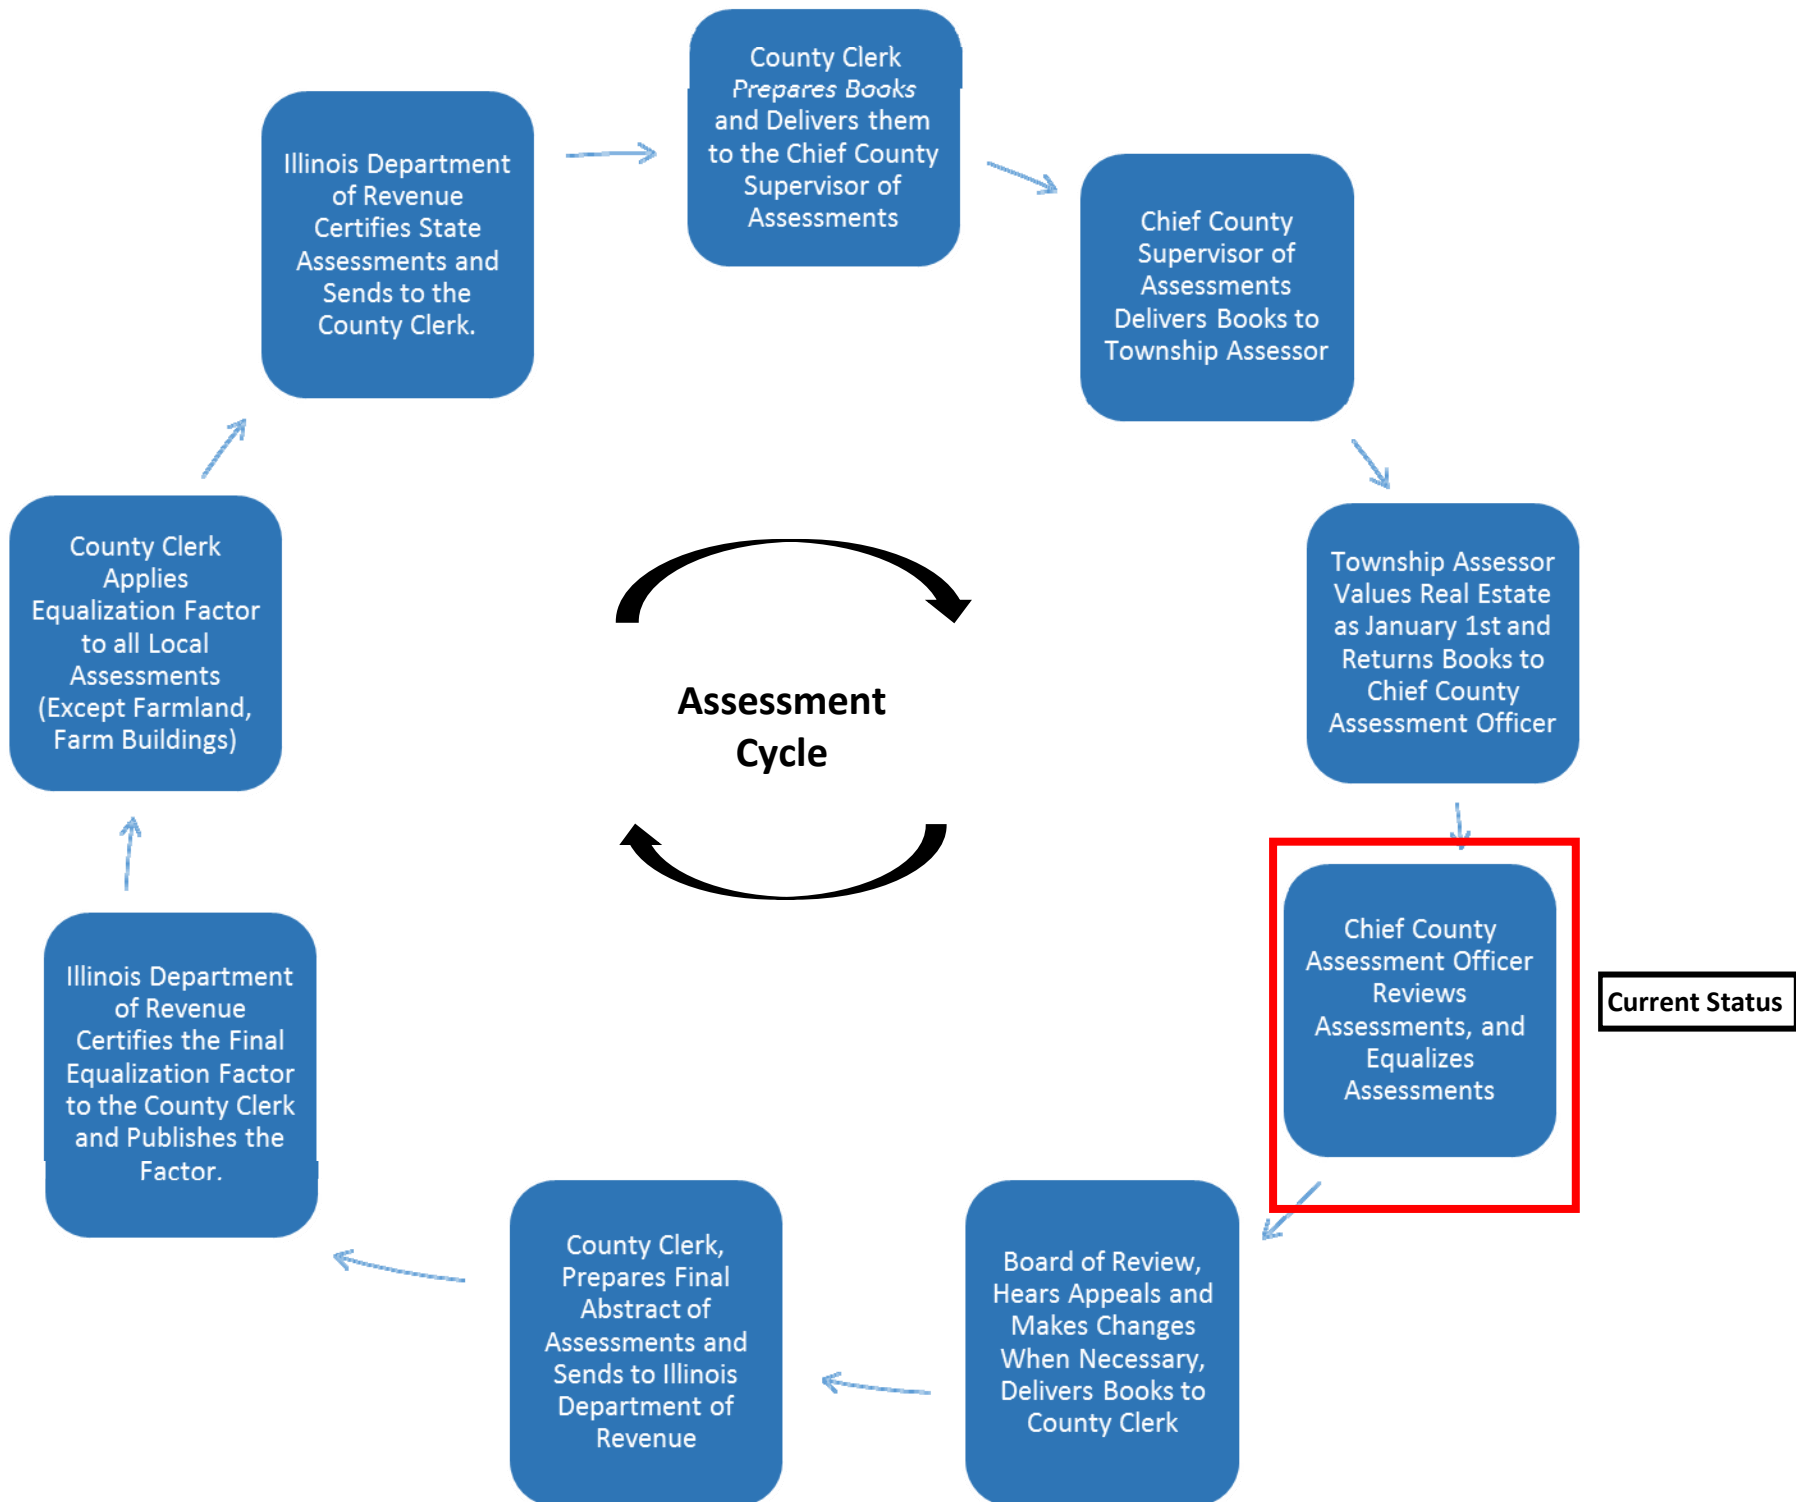 County Clerk
Prepares Books
and Delivers them
to the Chief County
Supervisor of
Assessments
Chief County
Supervisor of
Assessments
Delivers Books to
Township Assessor
Township Assessor
Values Real Estate
as January 1st and
Returns Books to
Chief County
Assessment Officer
Chief County
Assessment Officer
Reviews
Assessments, and
Equalizes
Assessments
Current Status
Board of Review,
Hears Appeals and
Makes Changes
When Necessary,
Delivers Books to
County Clerk
County Clerk,
Prepares Final
Abstract of
Assessments and
Sends to Illinois
Department of
Revenue
Illinois Department
of Revenue
Certifies the Final
Equalization Factor
to the County Clerk
and Publishes the
Factor.
County Clerk
Applies
Equalization Factor
to all Local
Assessments
(Except Farmland,
Farm Buildings)
Illinois Department
of Revenue
Certifies State
Assessments and
Sends to the
County Clerk.
Assessment
Cycle